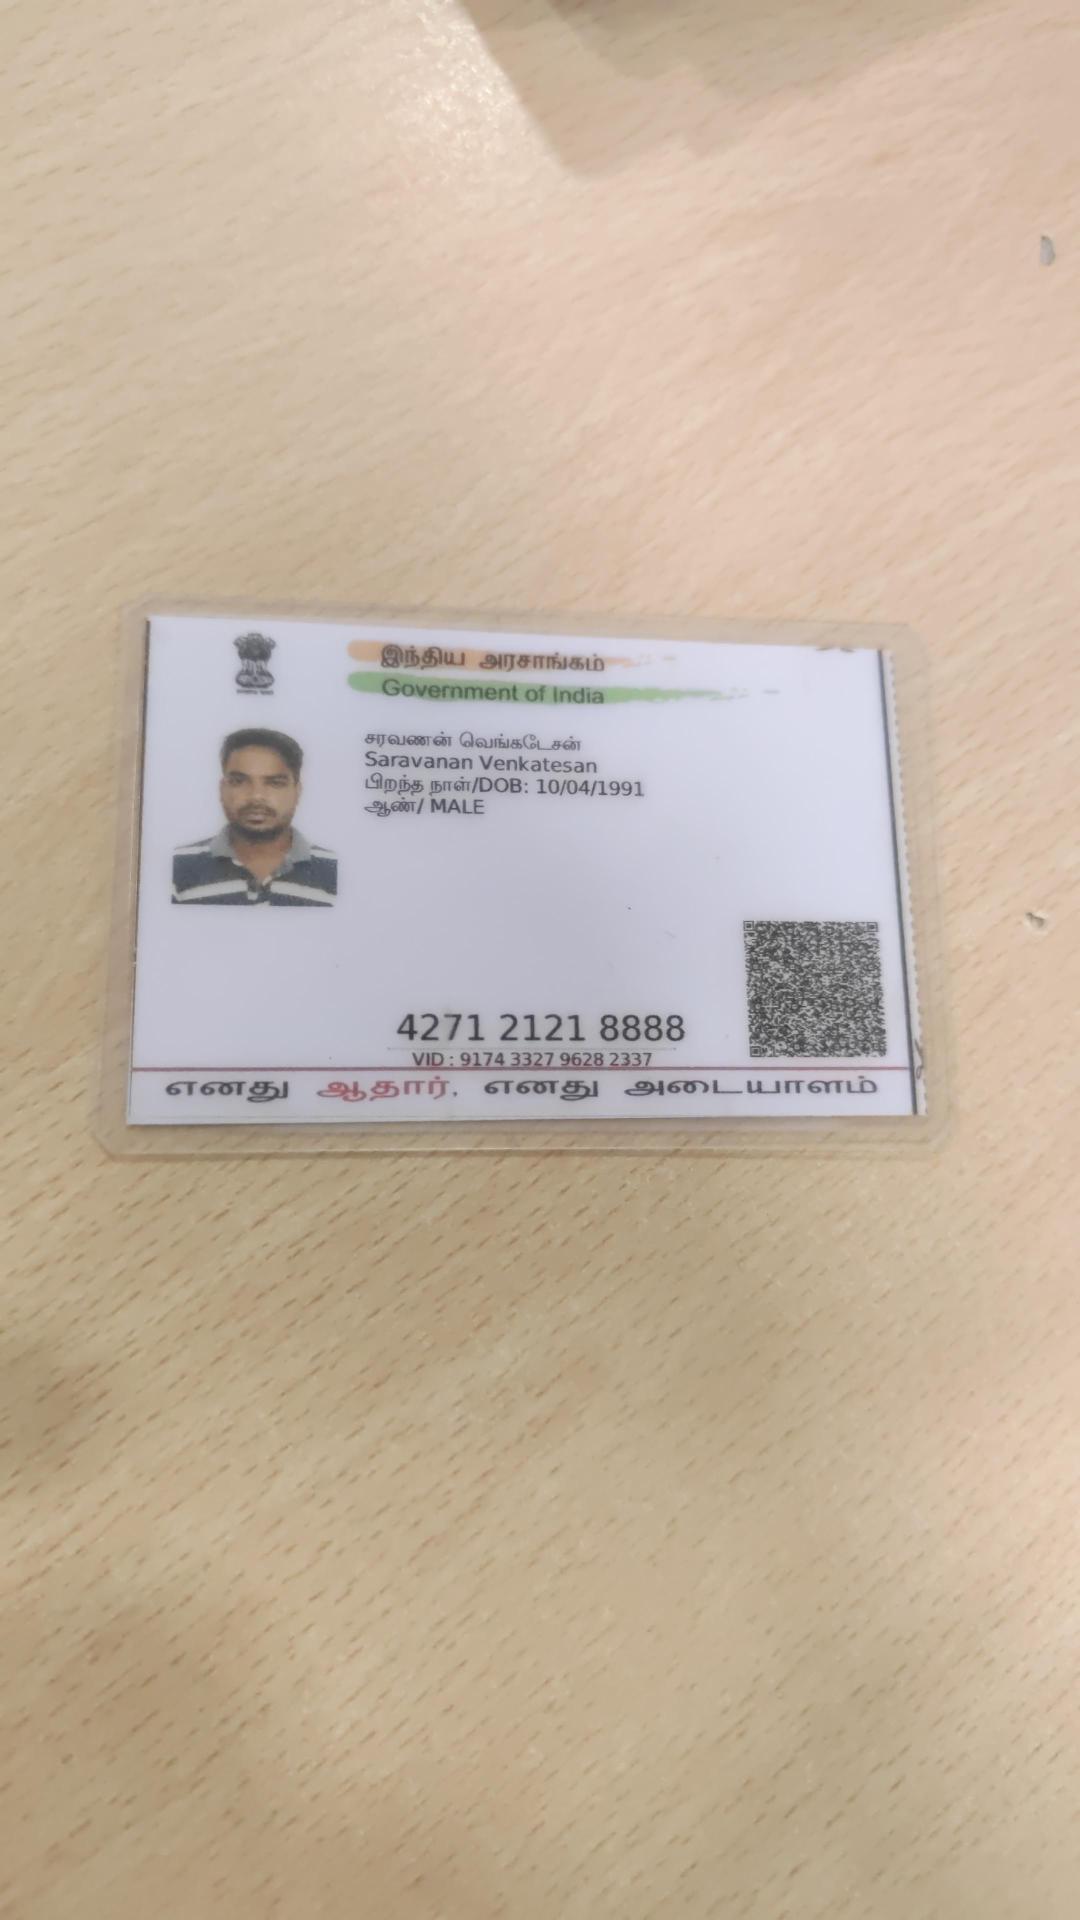 இந்திய அரசாங்கம்
Government of India
சரவணன் வெங்கடேசன்
Saravanan Venkatesan
பிறந்த நாள்/DOB: 10/04/1991
ஆண்/ MALE
4271 2121 8888
VID : 9174 3327 9628 2337
எனது ஆதார், எனது அடையாளம்